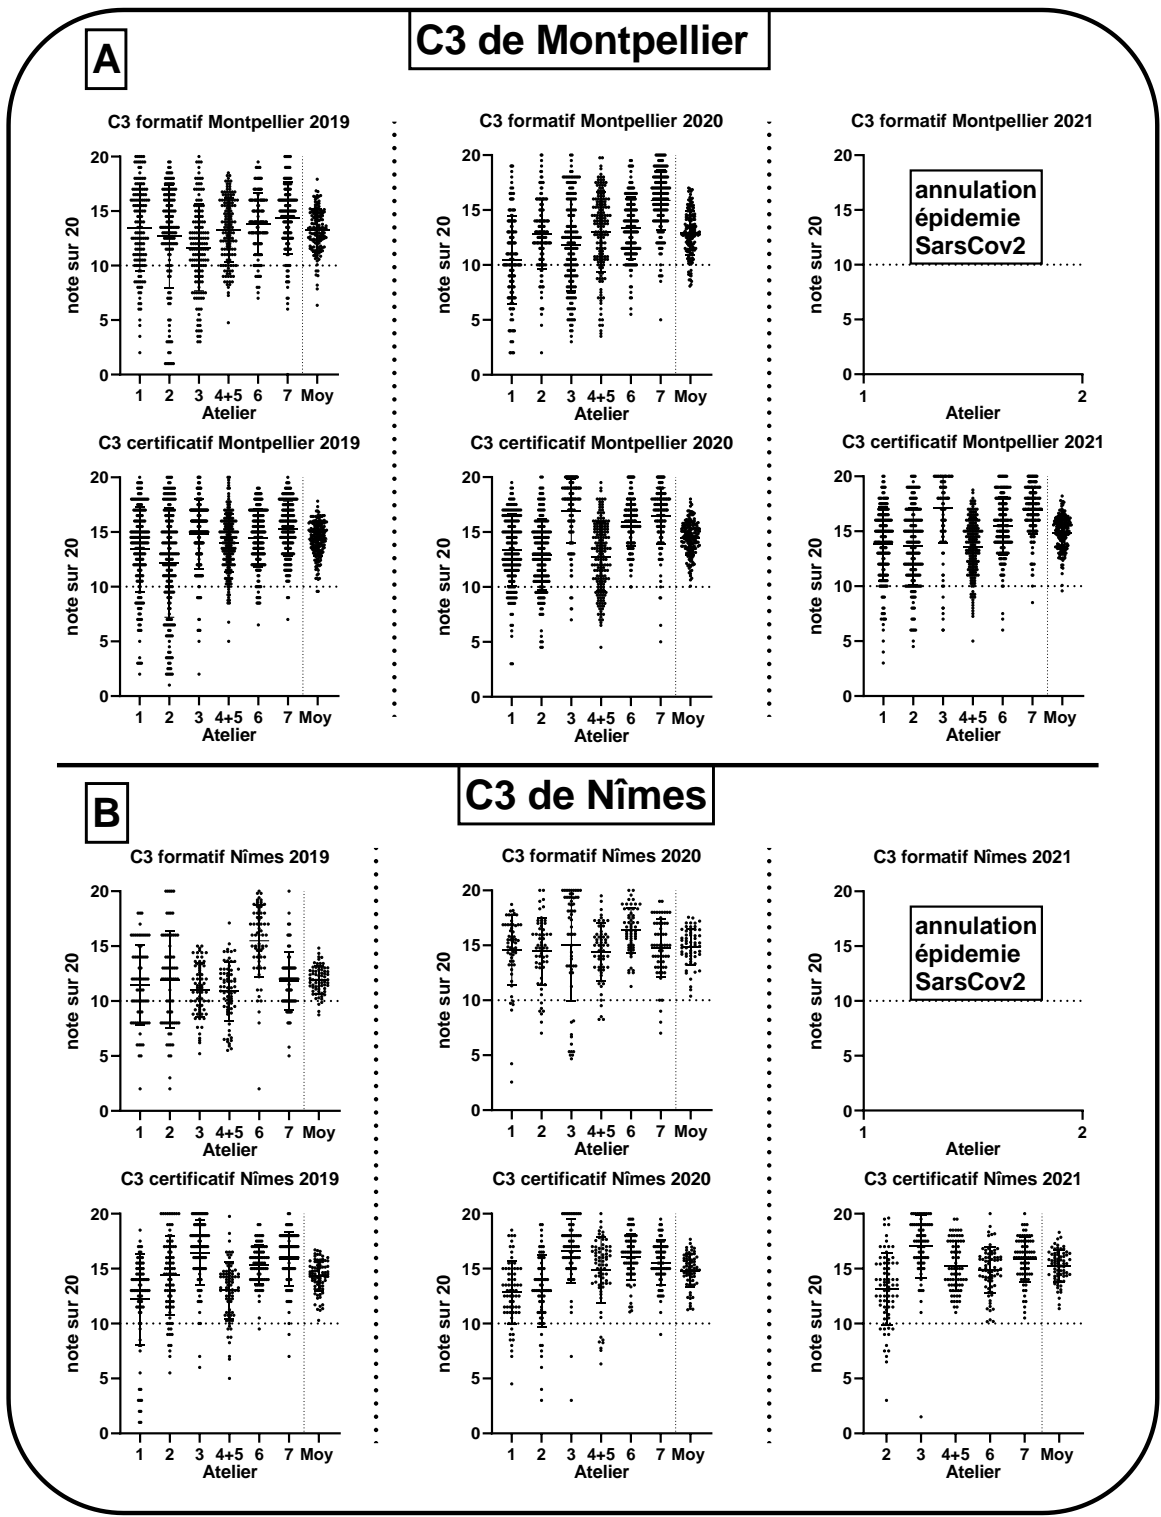 A
C3 de Montpellier
C3 formatif Montpellier 2019
note sur 20
20
15
10
5
0
1 2 3 4+5 6 7 Moy
Atelier
C3 formatif Montpellier 2020
note sur 20
20
15
10
5
0
1 2 3 4+5 6 7 Moy
Atelier
C3 formatif Montpellier 2021
note sur 20
20
15
10
5
0
annulation
épidemie
SarsCov2
1 2
Atelier
C3 certificatif Montpellier 2019
note sur 20
20
15
10
5
0
1 2 3 4+5 6 7 Moy
Atelier
C3 certificatif Montpellier 2020
note sur 20
20
15
10
5
0
1 2 3 4+5 6 7 Moy
Atelier
C3 certificatif Montpellier 2021
note sur 20
20
15
10
5
0
1 2 3 4+5 6 7 Moy
Atelier
B
C3 de Nîmes
C3 formatif Nîmes 2019
note sur 20
20
15
10
5
0
1 2 3 4+5 6 7 Moy
Atelier
C3 formatif Nîmes 2020
note sur 20
20
15
10
5
0
1 2 3 4+5 6 7 Moy
Atelier
C3 formatif Nîmes 2021
note sur 20
20
15
10
5
0
annulation
épidemie
SarsCov2
1 2
Atelier
C3 certificatif Nîmes 2019
note sur 20
20
15
10
5
0
1 2 3 4+5 6 7 Moy
Atelier
C3 certificatif Nîmes 2020
note sur 20
20
15
10
5
0
1 2 3 4+5 6 7 Moy
Atelier
C3 certificatif Nîmes 2021
note sur 20
20
15
10
5
0
2 3 4+5 6 7 Moy
Atelier